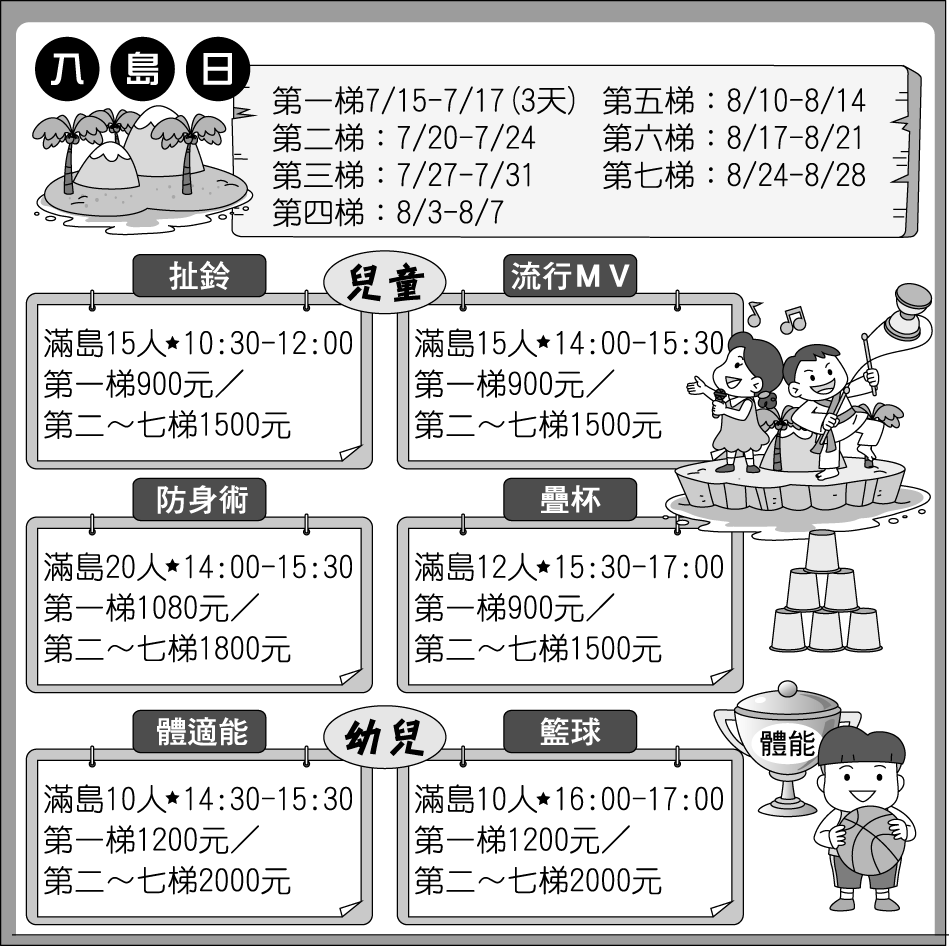 入島日
第一梯7/15-7/17(3天)
第二梯：7/20-7/24
第三梯：7/27-7/31
第四梯：8/3-8/7
第五梯：8/10-8/14
第六梯：8/17-8/21
第七梯：8/24-8/28
兒童
扯鈴
滿島15人★10:30-12:00
第一梯900元／
第二～七梯1500元
流行MV
滿島15人★14:00-15:30
第一梯900元／
第二～七梯1500元
防身術
滿島20人★14:00-15:30
第一梯1080元／
第二～七梯1800元
疊杯
滿島12人★15:30-17:00
第一梯900元／
第二～七梯1500元
幼兒
體適能
滿島10人★14:30-15:30
第一梯1200元／
第二～七梯2000元
籃球
滿島10人★16:00-17:00
第一梯1200元／
第二～七梯2000元
體能